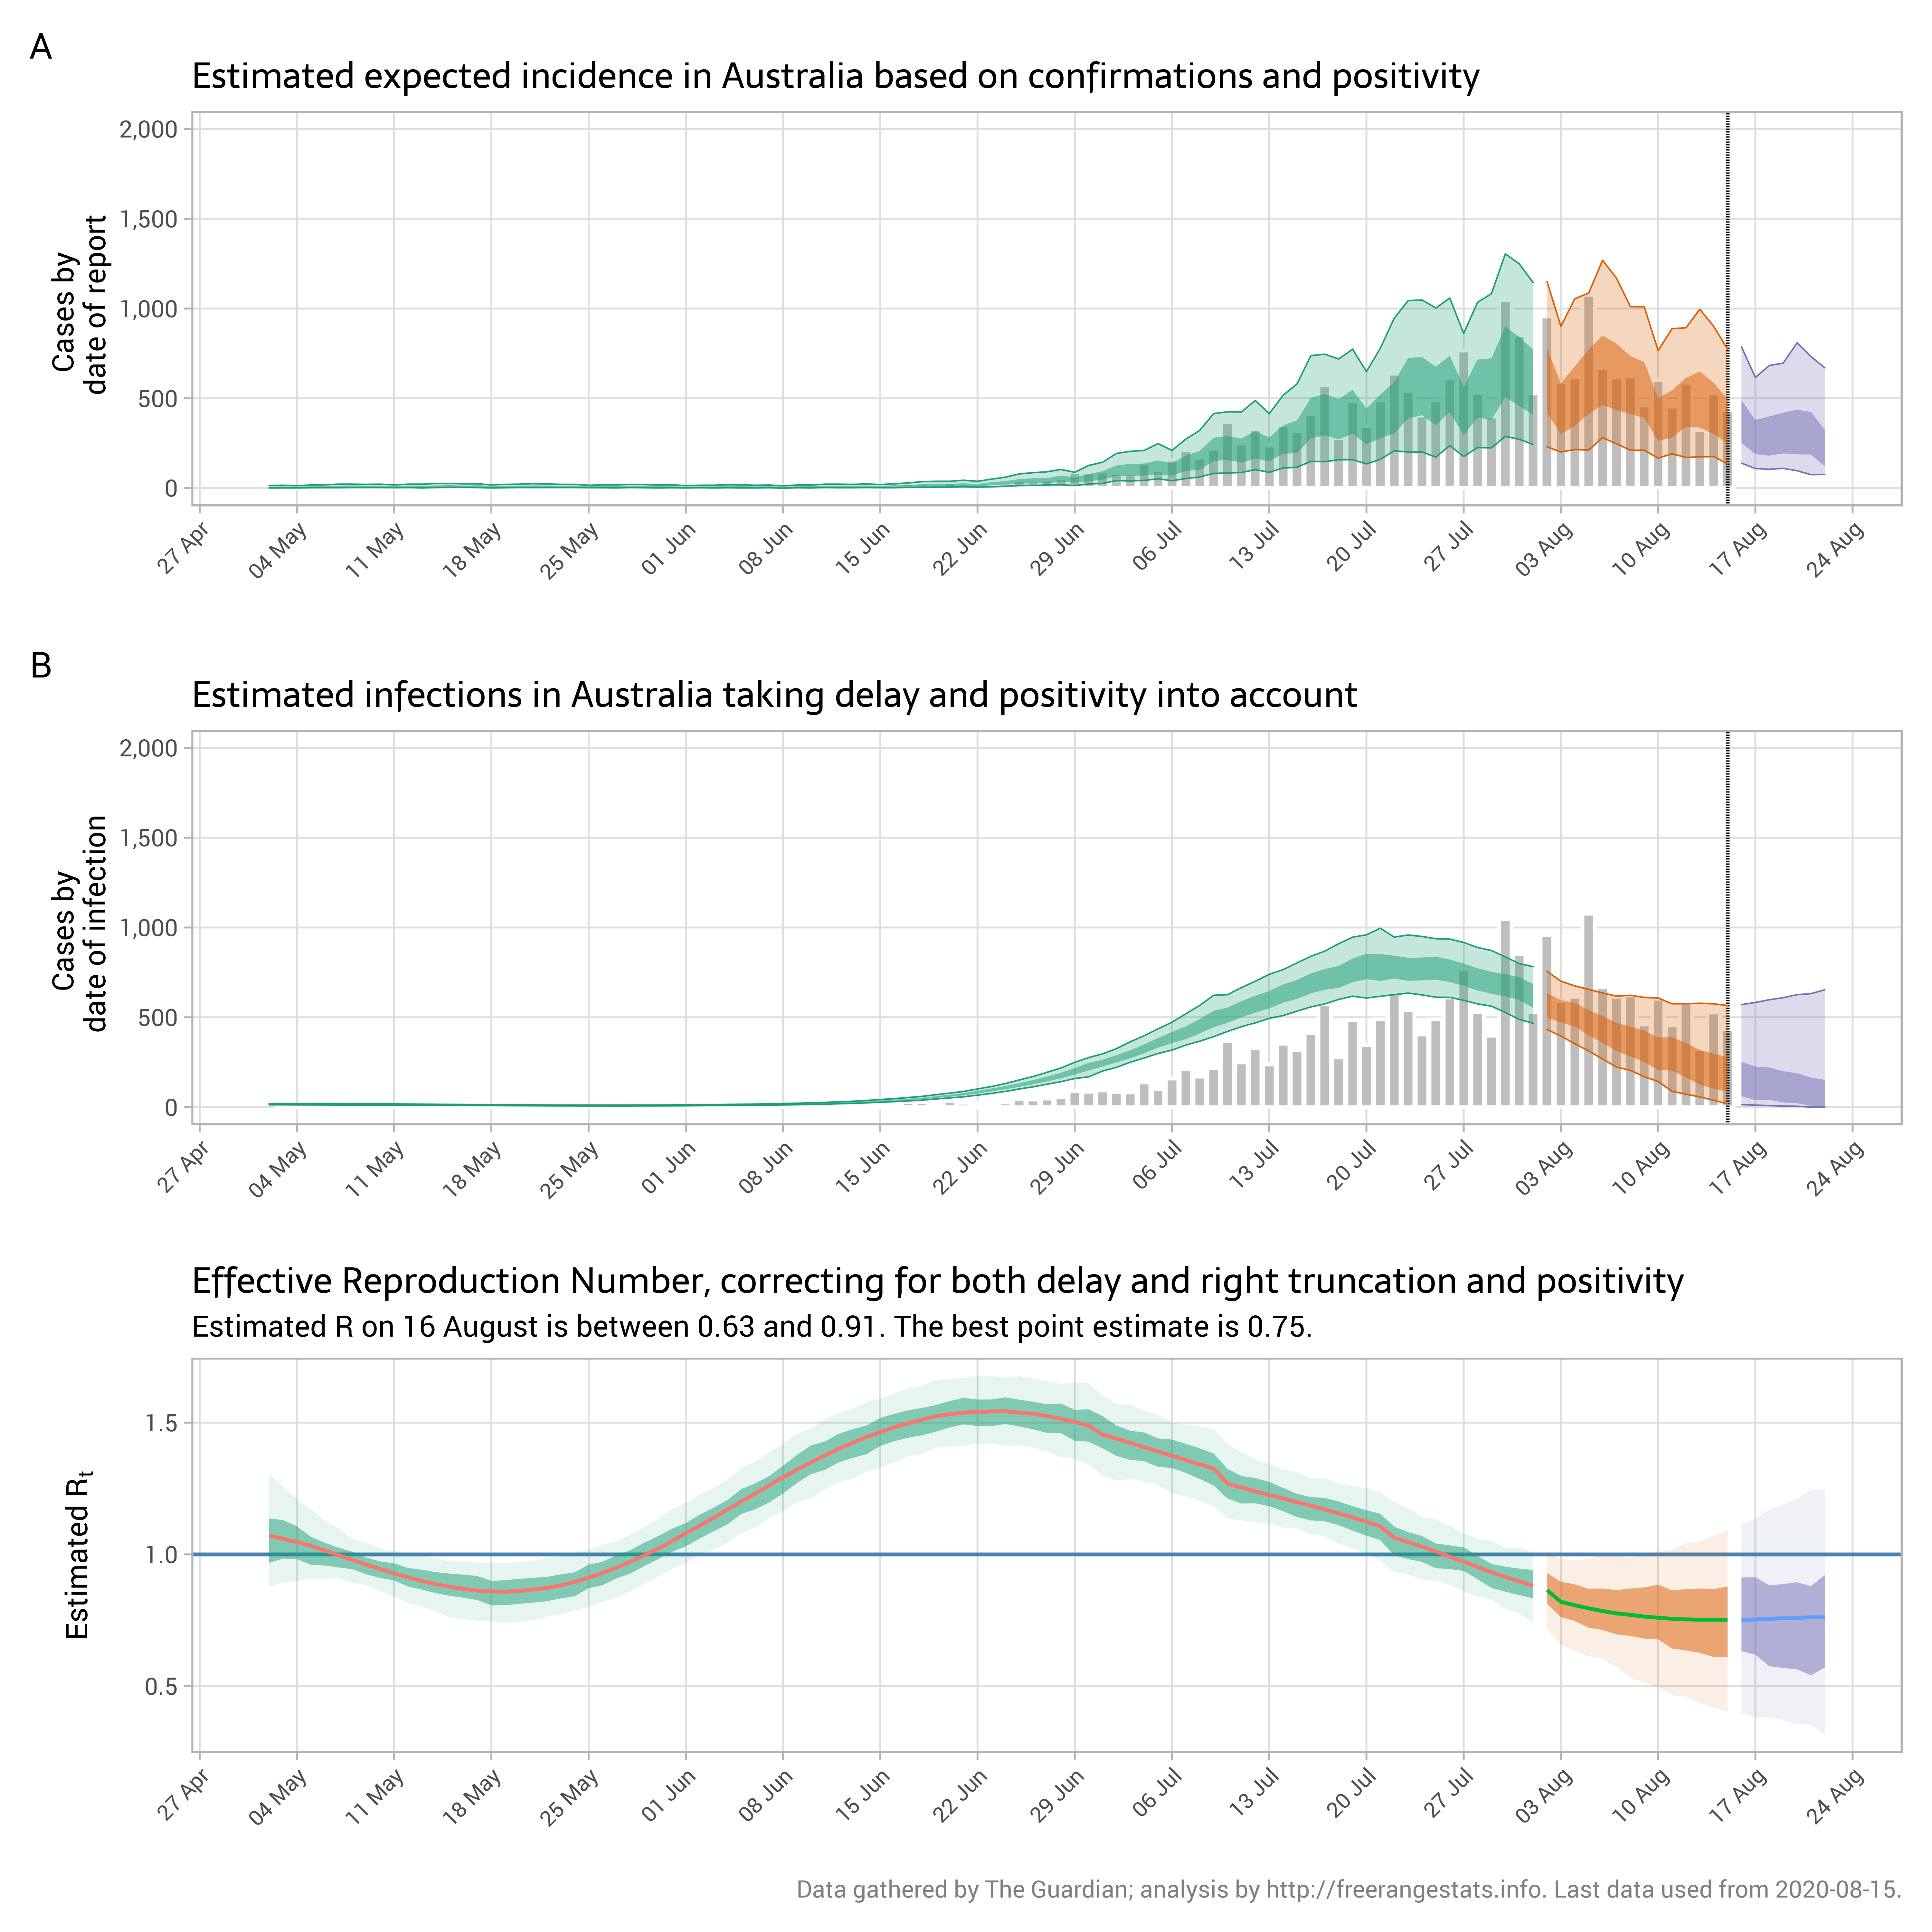 A
Estimated expected incidence in Australia based on confirmations and positivity
Cases by
date of report
2,000
1,500
1,000
500
0
27 Apr
04 May
11 May
18 May
25 May
01 Jun
08 Jun
15 Jun
22 Jun
29 Jun
06 Jul
13 Jul
20 Jul
27 Jul
03 Aug
10 Aug
17 Aug
24 Aug
B
Estimated infections in Australia taking delay and positivity into account
Cases by
date of infection
2,000
1,500
1,000
500
0
27 Apr
04 May
11 May
18 May
25 May
01 Jun
08 Jun
15 Jun
22 Jun
29 Jun
06 Jul
13 Jul
20 Jul
27 Jul
03 Aug
10 Aug
17 Aug
24 Aug
Effective Reproduction Number, correcting for both delay and right truncation and positivity
Estimated R on 16 August is between 0.63 and 0.91. The best point estimate is 0.75.
Estimated Rt
1.5
1.0
0.5
27 Apr
04 May
11 May
18 May
25 May
01 Jun
08 Jun
15 Jun
22 Jun
29 Jun
06 Jul
13 Jul
20 Jul
27 Jul
03 Aug
10 Aug
17 Aug
24 Aug
Data gathered by The Guardian; analysis by http://freerangestats.info. Last data used from 2020-08-15.